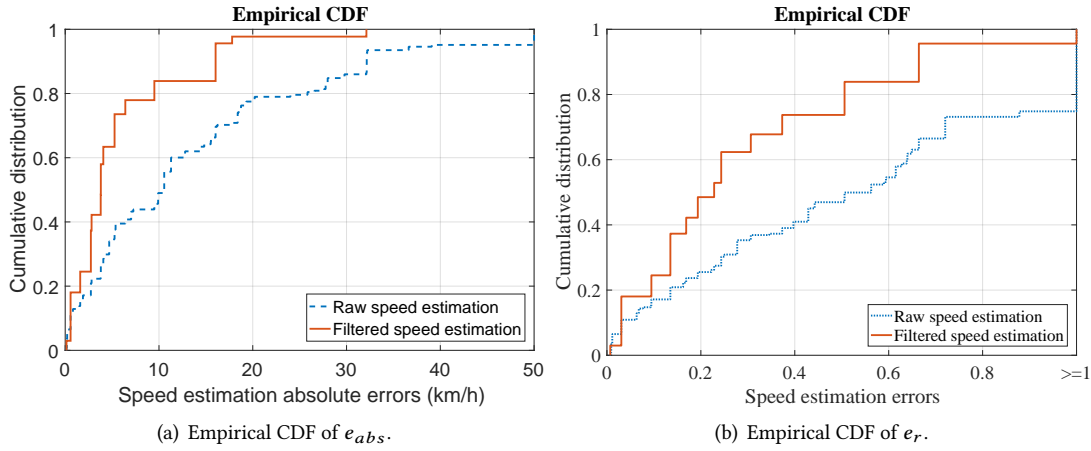 Empirical CDF
1
0.8
0.6
0.4
0.2
0
Cumulative distribution
0 10 20 30 40 50
Speed estimation absolute errors (km/h)
Raw speed estimation
Filtered speed estimation
(a) Empirical CDF of e_abs.
Empirical CDF
1
0.8
0.6
0.4
0.2
0
Cumulative distribution
0 0.2 0.4 0.6 0.8 >=1
Speed estimation errors
Raw speed estimation
Filtered speed estimation
(b) Empirical CDF of e_r.